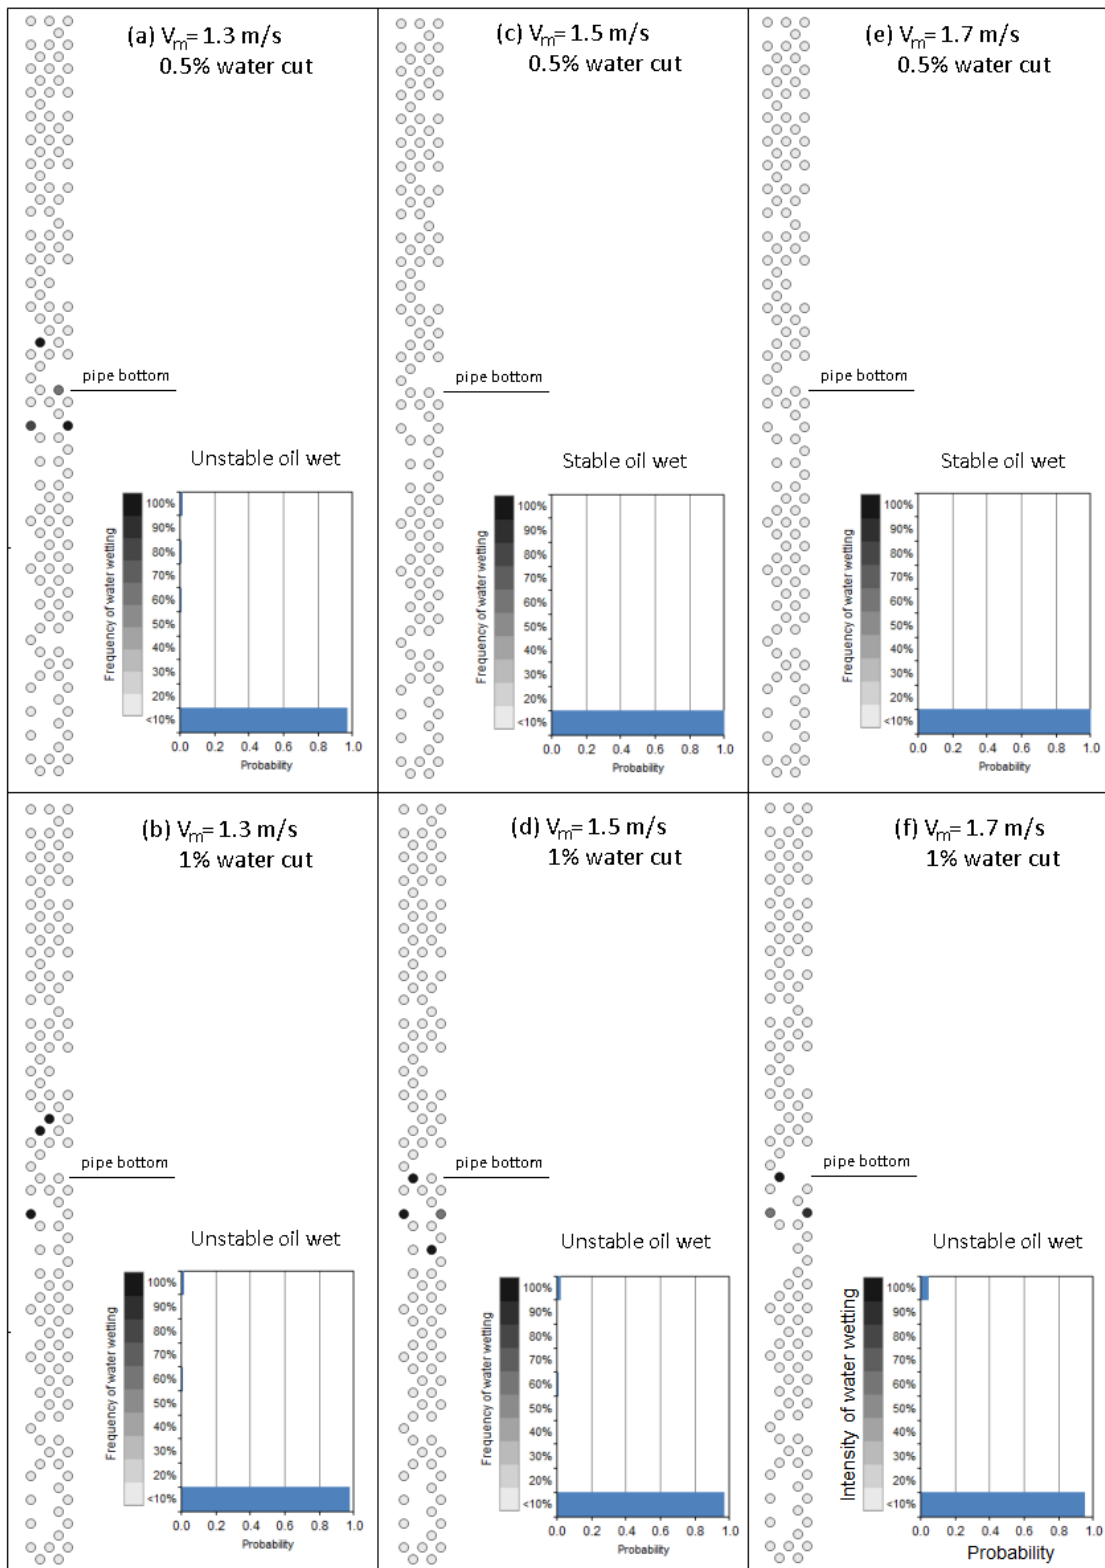 (a) Vm= 1.3 m/s
0.5% water cut
pipe bottom
Unstable oil wet
Frequency of water wetting
100%
90%
80%
70%
60%
50%
40%
30%
20%
<10%
0.0 0.2 0.4 0.6 0.8 1.0
Probability
(c) Vm= 1.5 m/s
0.5% water cut
pipe bottom
Stable oil wet
Frequency of water wetting
100%
90%
80%
70%
60%
50%
40%
30%
20%
<10%
0.0 0.2 0.4 0.6 0.8 1.0
Probability
(e) Vm= 1.7 m/s
0.5% water cut
pipe bottom
Stable oil wet
Frequency of water wetting
100%
90%
80%
70%
60%
50%
40%
30%
20%
<10%
0.0 0.2 0.4 0.6 0.8 1.0
Probability
(b) Vm= 1.3 m/s
1% water cut
pipe bottom
Unstable oil wet
Frequency of water wetting
100%
90%
80%
70%
60%
50%
40%
30%
20%
<10%
0.0 0.2 0.4 0.6 0.8 1.0
Probability
(d) Vm= 1.5 m/s
1% water cut
pipe bottom
Unstable oil wet
Frequency of water wetting
100%
90%
80%
70%
60%
50%
40%
30%
20%
<10%
0.0 0.2 0.4 0.6 0.8 1.0
Probability
(f) Vm= 1.7 m/s
1% water cut
pipe bottom
Unstable oil wet
Intensity of water wetting
100%
90%
80%
70%
60%
50%
40%
30%
20%
<10%
0.0 0.2 0.4 0.6 0.8 1.0
Probability